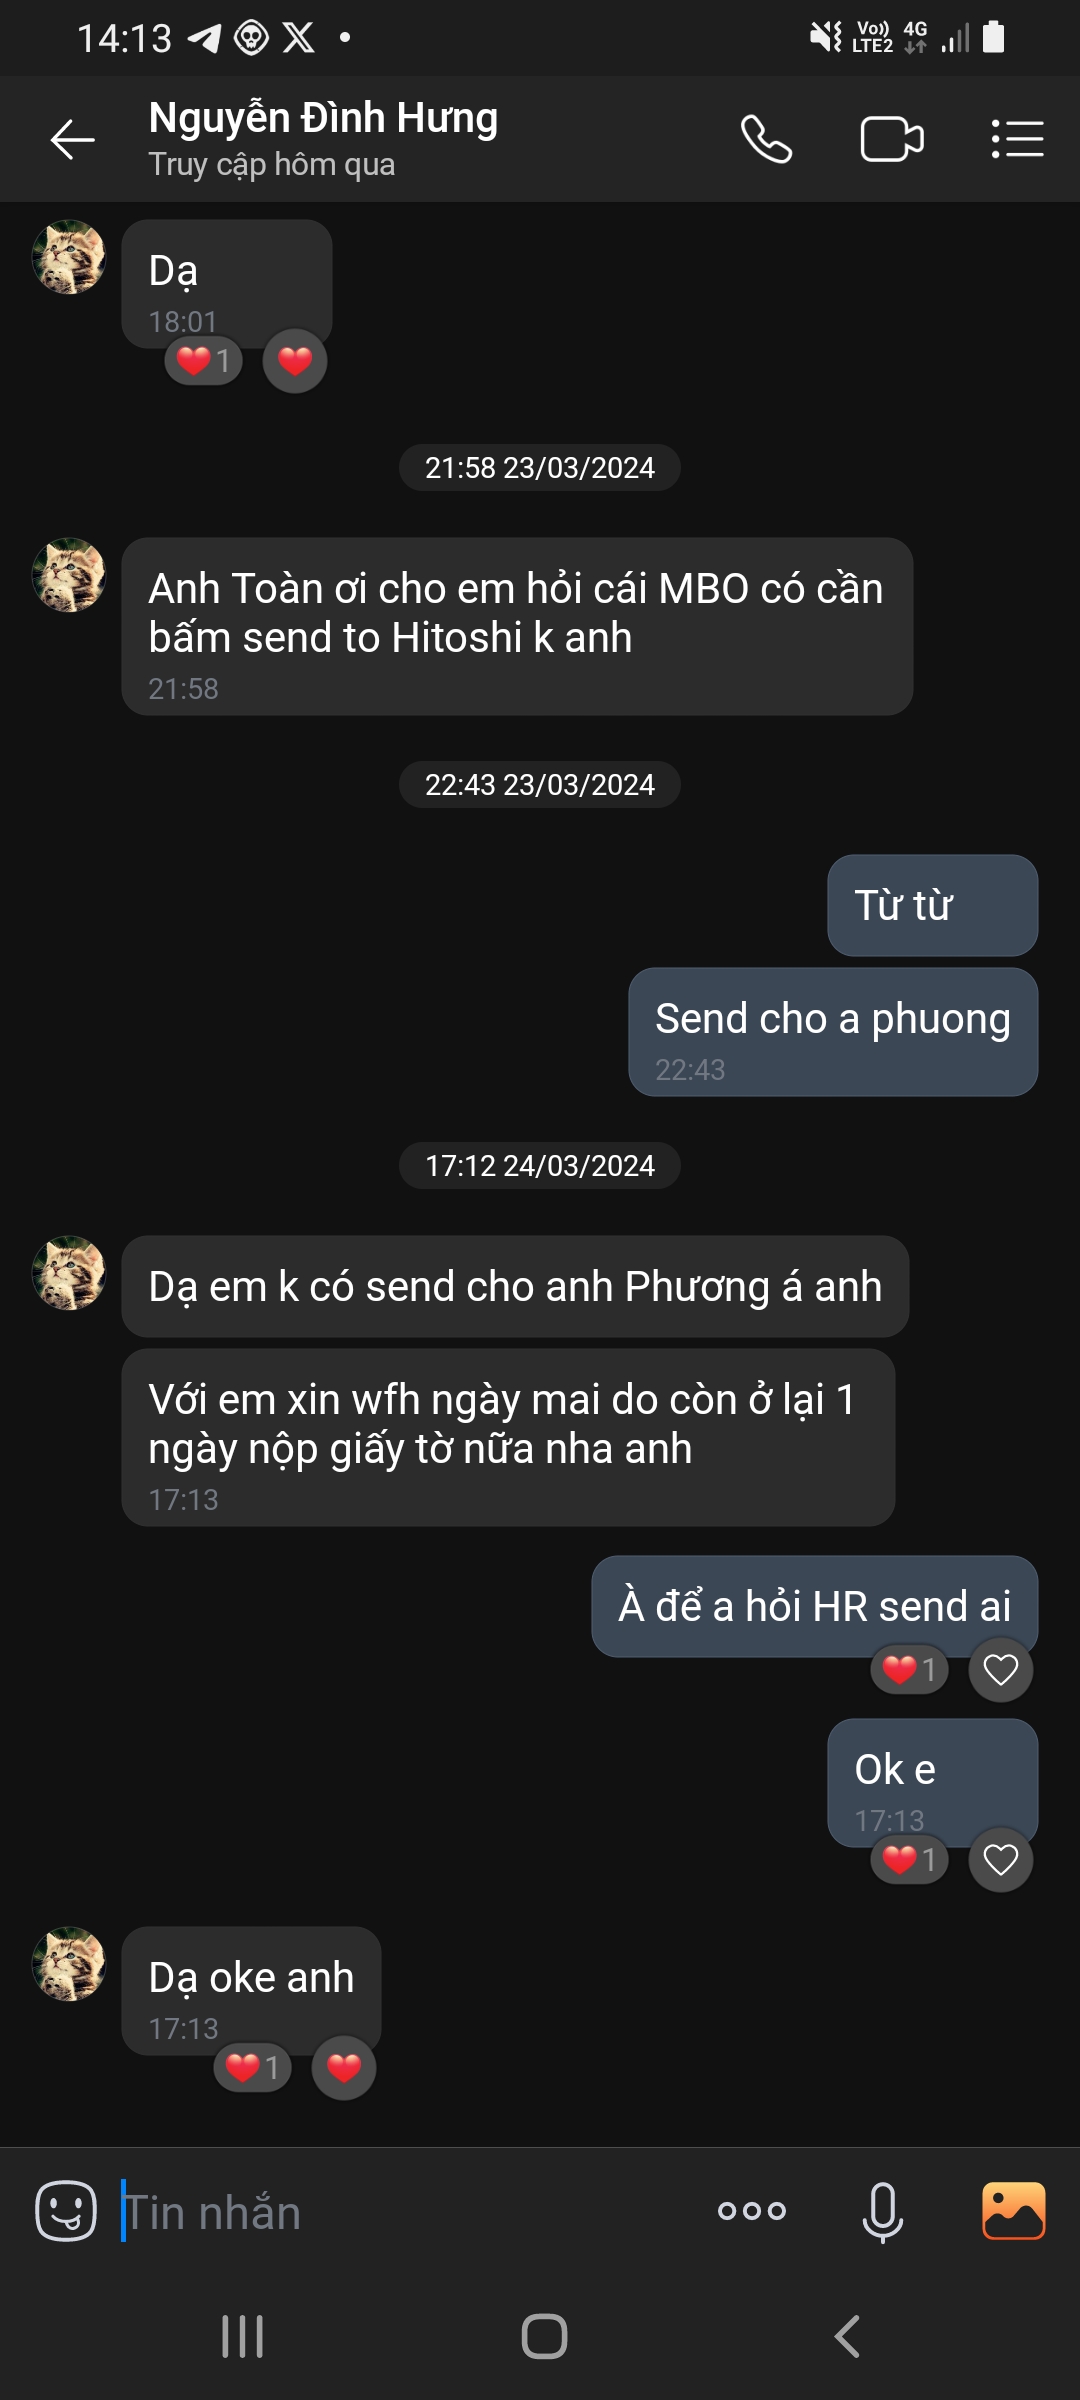 14:13
Vo))
LTE2
4G
Nguyễn Đình Hưng
Truy cập hôm qua
Dạ
18:01
1
21:58 23/03/2024
Anh Toàn ơi cho em hỏi cái MBO có cần
bấm send to Hitoshi k anh
21:58
22:43 23/03/2024
Từ từ
Send cho a phuong
22:43
17:12 24/03/2024
Dạ em k có send cho anh Phương á anh
Với em xin wfh ngày mai do còn ở lại 1
ngày nộp giấy tờ nữa nha anh
17:13
À để a hỏi HR send ai
1
Ok e
17:13
1
Dạ oke anh
17:13
1
Tin nhắn